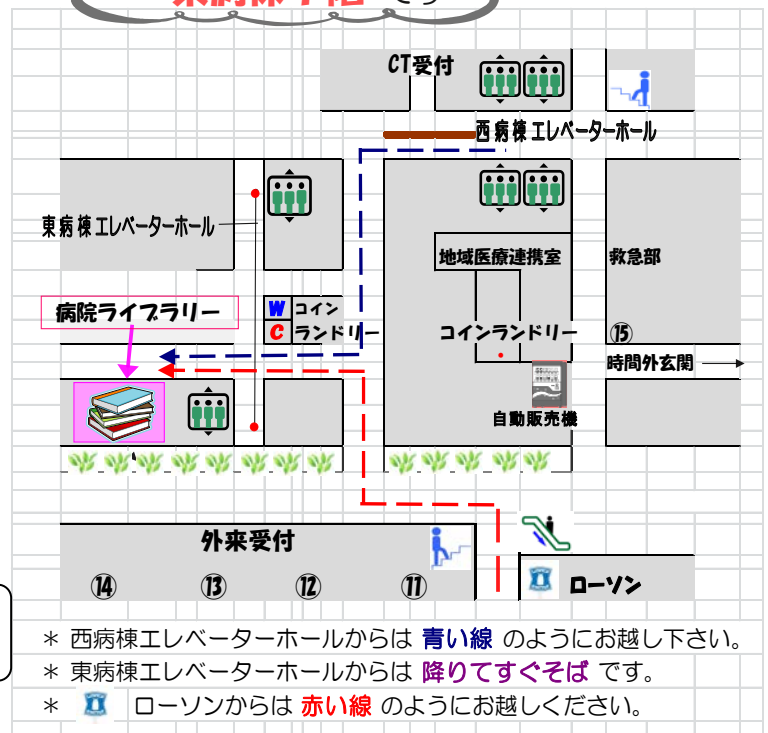 です
CT受付
西病棟エレベーターホール
東病棟エレベーターホール
地域医療連携室
救急部
病院ライブラリー
W コイン
C ランドリー
コインランドリー
⑮
時間外玄関
自動販売機
外来受付
⑭ ⑬ ⑫ ⑪
ローソン
* 西病棟エレベーターホールからは 青い線 のようにお越し下さい。
* 東病棟エレベーターホールからは 降りてすぐそば です。
* ローソンからは 赤い線 のようにお越しください。